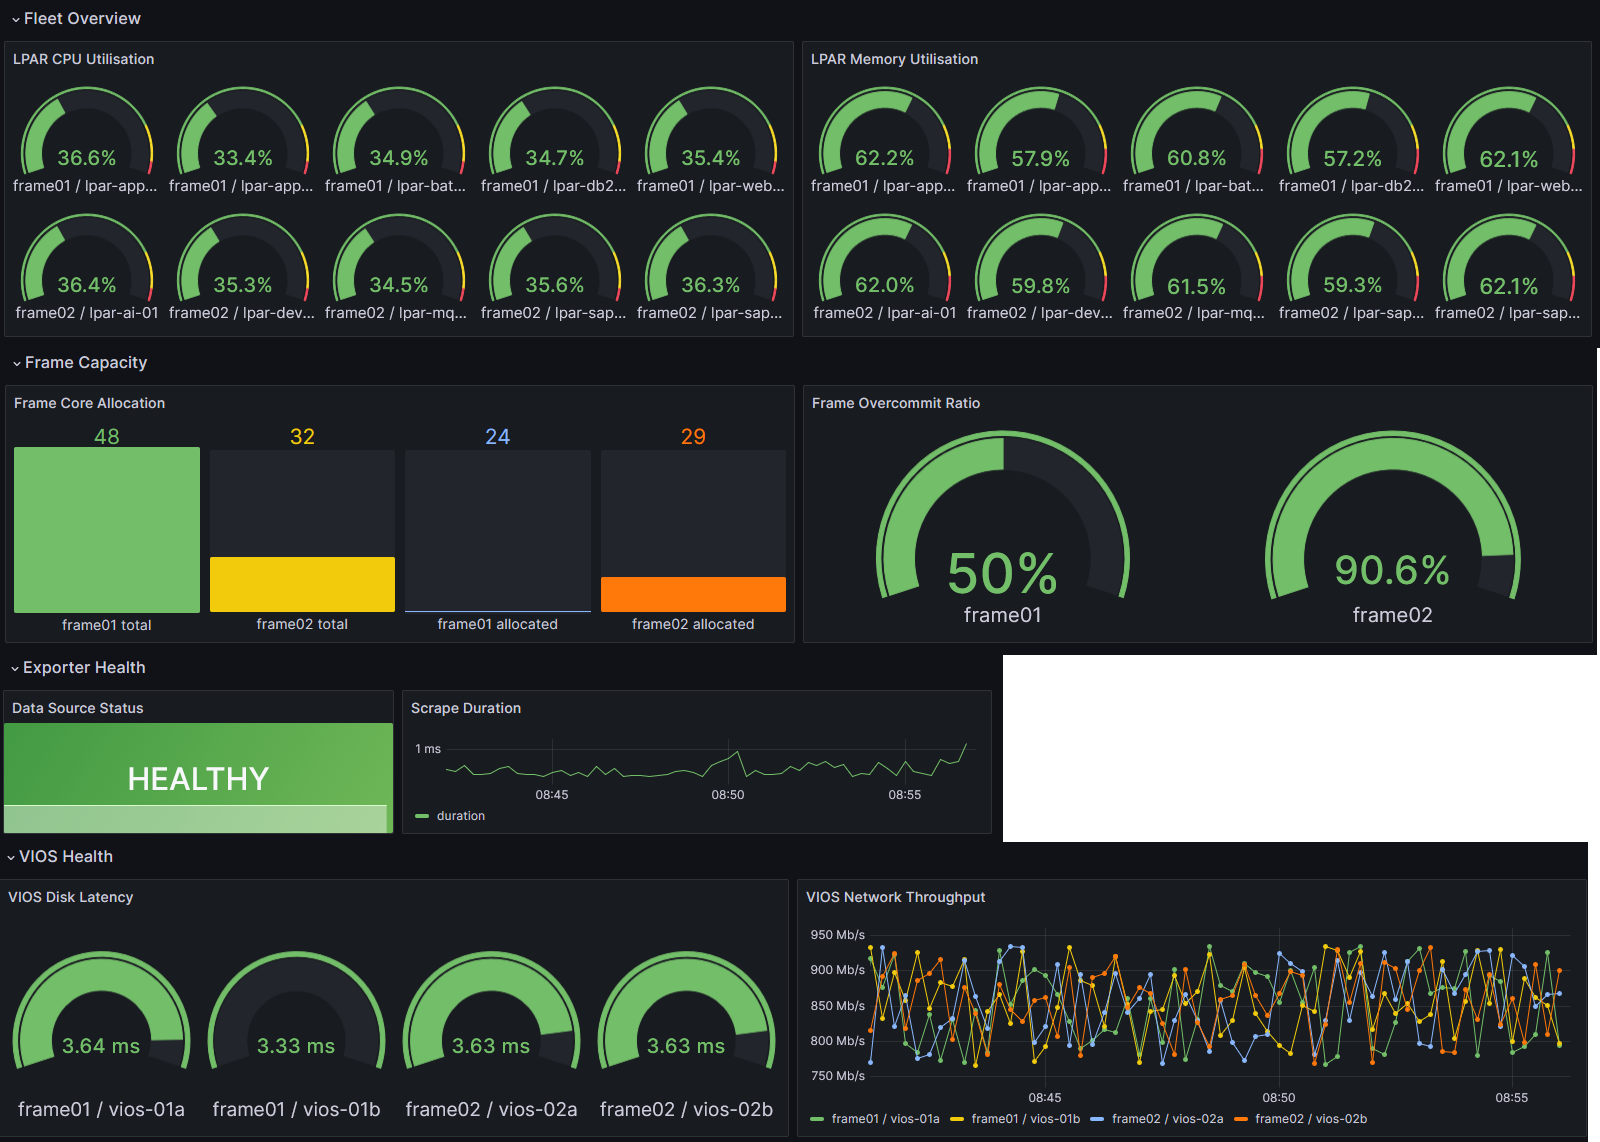 Fleet Overview
LPAR CPU Utilisation
36.6% 33.4% 34.9% 34.7% 35.4%
frame01 / lpar-app... frame01 / lpar-app... frame01 / lpar-bat... frame01 / lpar-db2... frame01 / lpar-web...
36.4% 35.3% 34.5% 35.6% 36.3%
frame02 / lpar-ai-01 frame02 / lpar-dev... frame02 / lpar-mq... frame02 / lpar-sap... frame02 / lpar-sap...
LPAR Memory Utilisation
62.2% 57.9% 60.8% 57.2% 62.1%
frame01 / lpar-app... frame01 / lpar-app... frame01 / lpar-bat... frame01 / lpar-db2... frame01 / lpar-web...
62.0% 59.8% 61.5% 59.3% 62.1%
frame02 / lpar-ai-01 frame02 / lpar-dev... frame02 / lpar-mq... frame02 / lpar-sap... frame02 / lpar-sap...
Frame Capacity
Frame Core Allocation
48 32 24 29
frame01 total frame02 total frame01 allocated frame02 allocated
Frame Overcommit Ratio
50% 90.6%
frame01 frame02
Exporter Health
Data Source Status
HEALTHY
Scrape Duration
1 ms
08:45 08:50 08:55
duration
VIOS Health
VIOS Disk Latency
3.64 ms 3.33 ms 3.63 ms 3.63 ms
frame01 / vios-01a frame01 / vios-01b frame02 / vios-02a frame02 / vios-02b
VIOS Network Throughput
950 Mb/s
900 Mb/s
850 Mb/s
800 Mb/s
750 Mb/s
08:45 08:50 08:55
frame01 / vios-01a frame01 / vios-01b frame02 / vios-02a frame02 / vios-02b